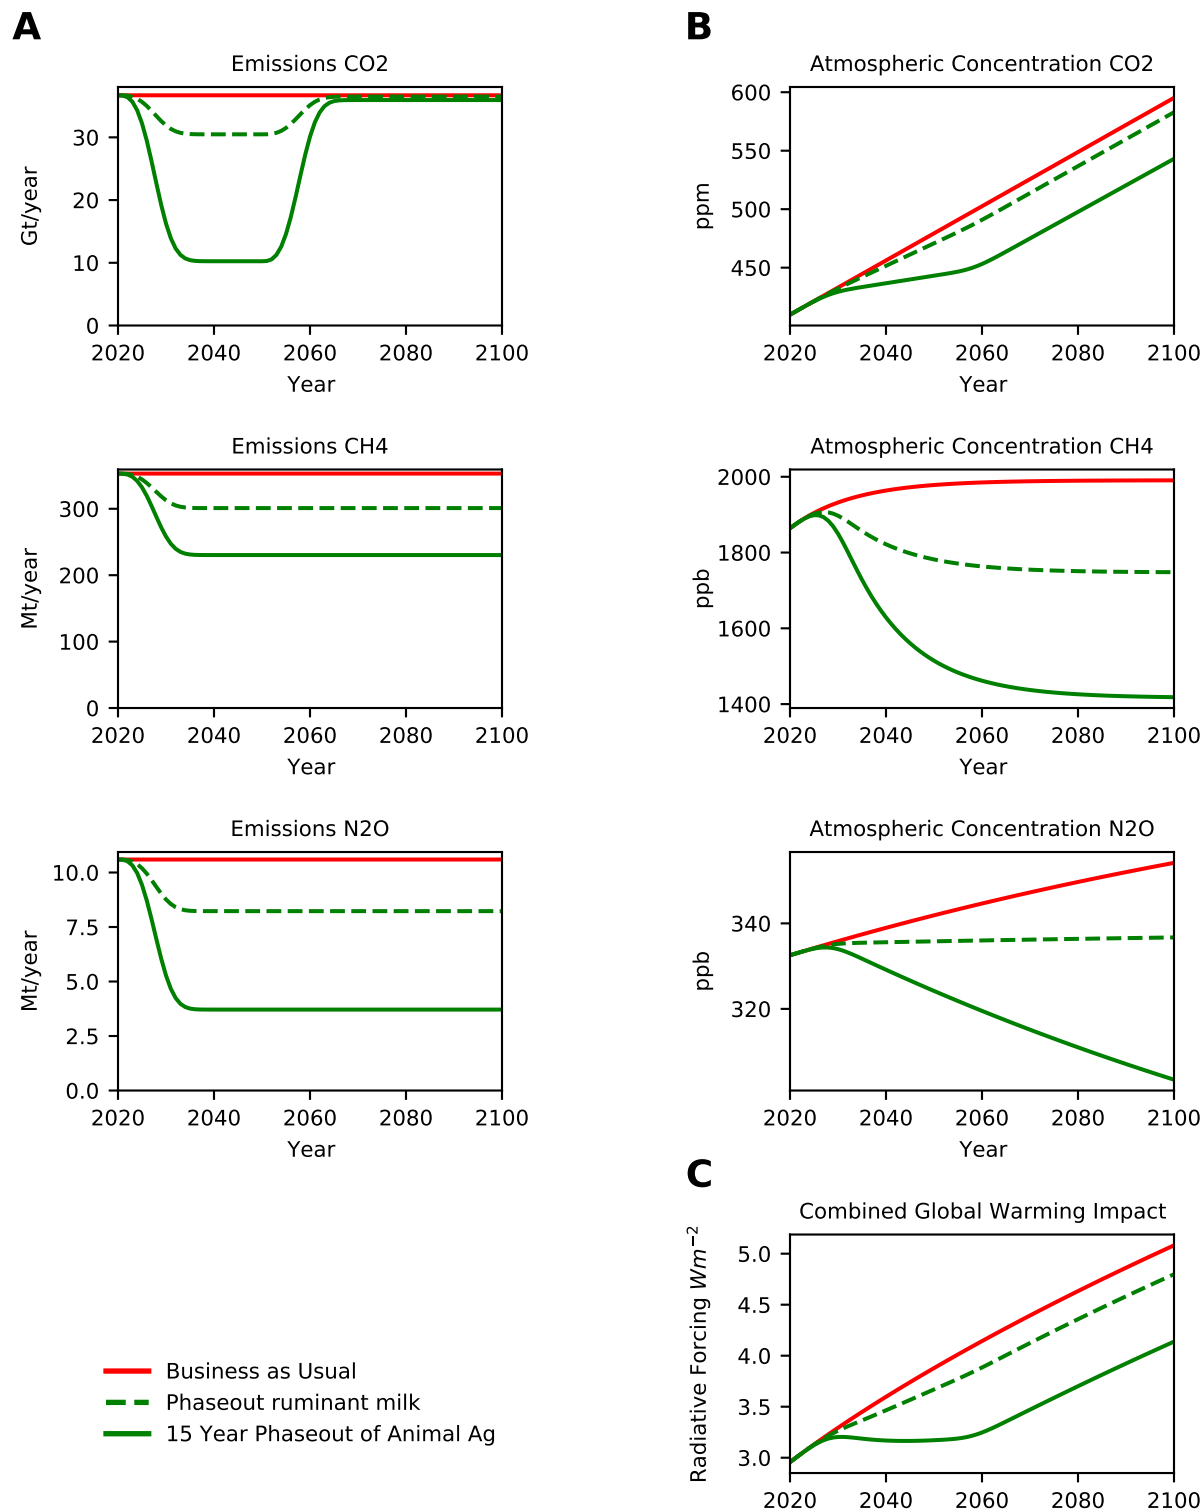 A
Emissions CO2
Gt/year
30
20
10
0
2020 2040 2060 2080 2100
Year
Emissions CH4
Mt/year
300
200
100
0
2020 2040 2060 2080 2100
Year
Emissions N2O
Mt/year
10.0
7.5
5.0
2.5
0.0
2020 2040 2060 2080 2100
Year
Business as Usual
Phaseout ruminant milk
15 Year Phaseout of Animal Ag
B
Atmospheric Concentration CO2
ppm
600
550
500
450
2020 2040 2060 2080 2100
Year
Atmospheric Concentration CH4
ppb
2000
1800
1600
1400
2020 2040 2060 2080 2100
Year
Atmospheric Concentration N2O
ppb
340
320
2020 2040 2060 2080 2100
Year
C
Combined Global Warming Impact
Radiative Forcing Wm⁻²
5.0
4.5
4.0
3.5
3.0
2020 2040 2060 2080 2100